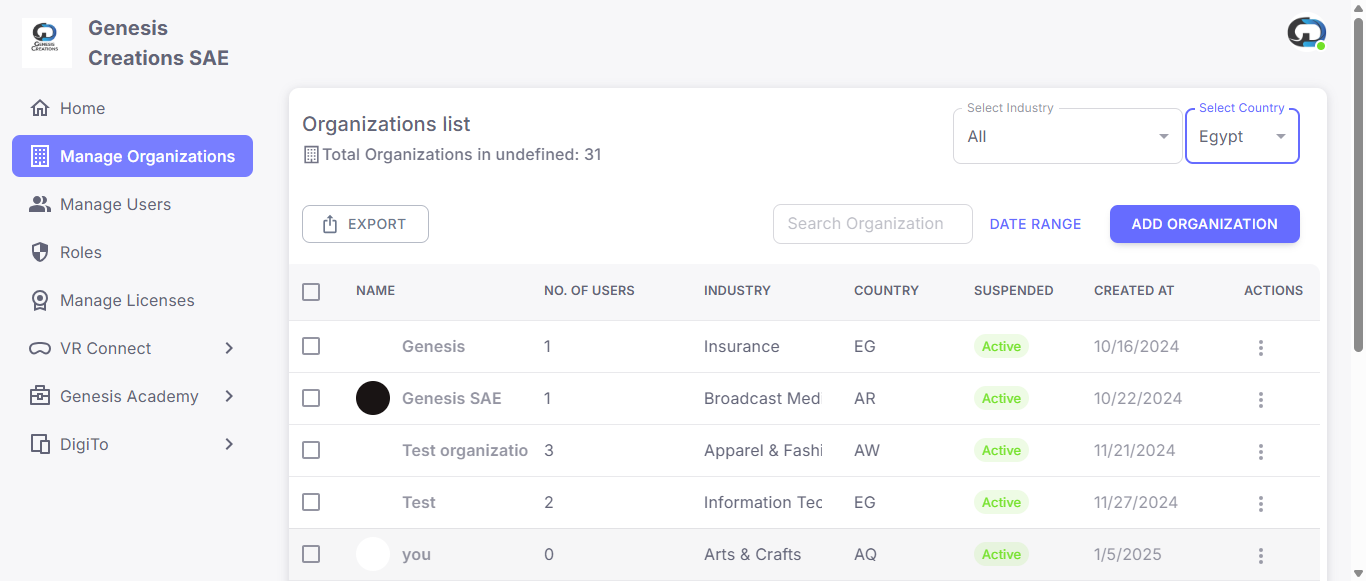 Genesis
Creations SAE
GENESIS
CREATIONS
Home
Manage Organizations
Manage Users
Roles
Manage Licenses
VR Connect
Genesis Academy
DigiTo
Organizations list
Total Organizations in undefined: 31
Select Industry
All
Select Country
Egypt
EXPORT
Search Organization
DATE RANGE
ADD ORGANIZATION
NAME NO. OF USERS INDUSTRY COUNTRY SUSPENDED CREATED AT ACTIONS
Genesis 1 Insurance EG Active 10/16/2024
Genesis SAE 1 Broadcast Med AR Active 10/22/2024
Test organizatio 3 Apparel & Fashi AW Active 11/21/2024
Test 2 Information Tec EG Active 11/27/2024
you 0 Arts & Crafts AQ Active 1/5/2025